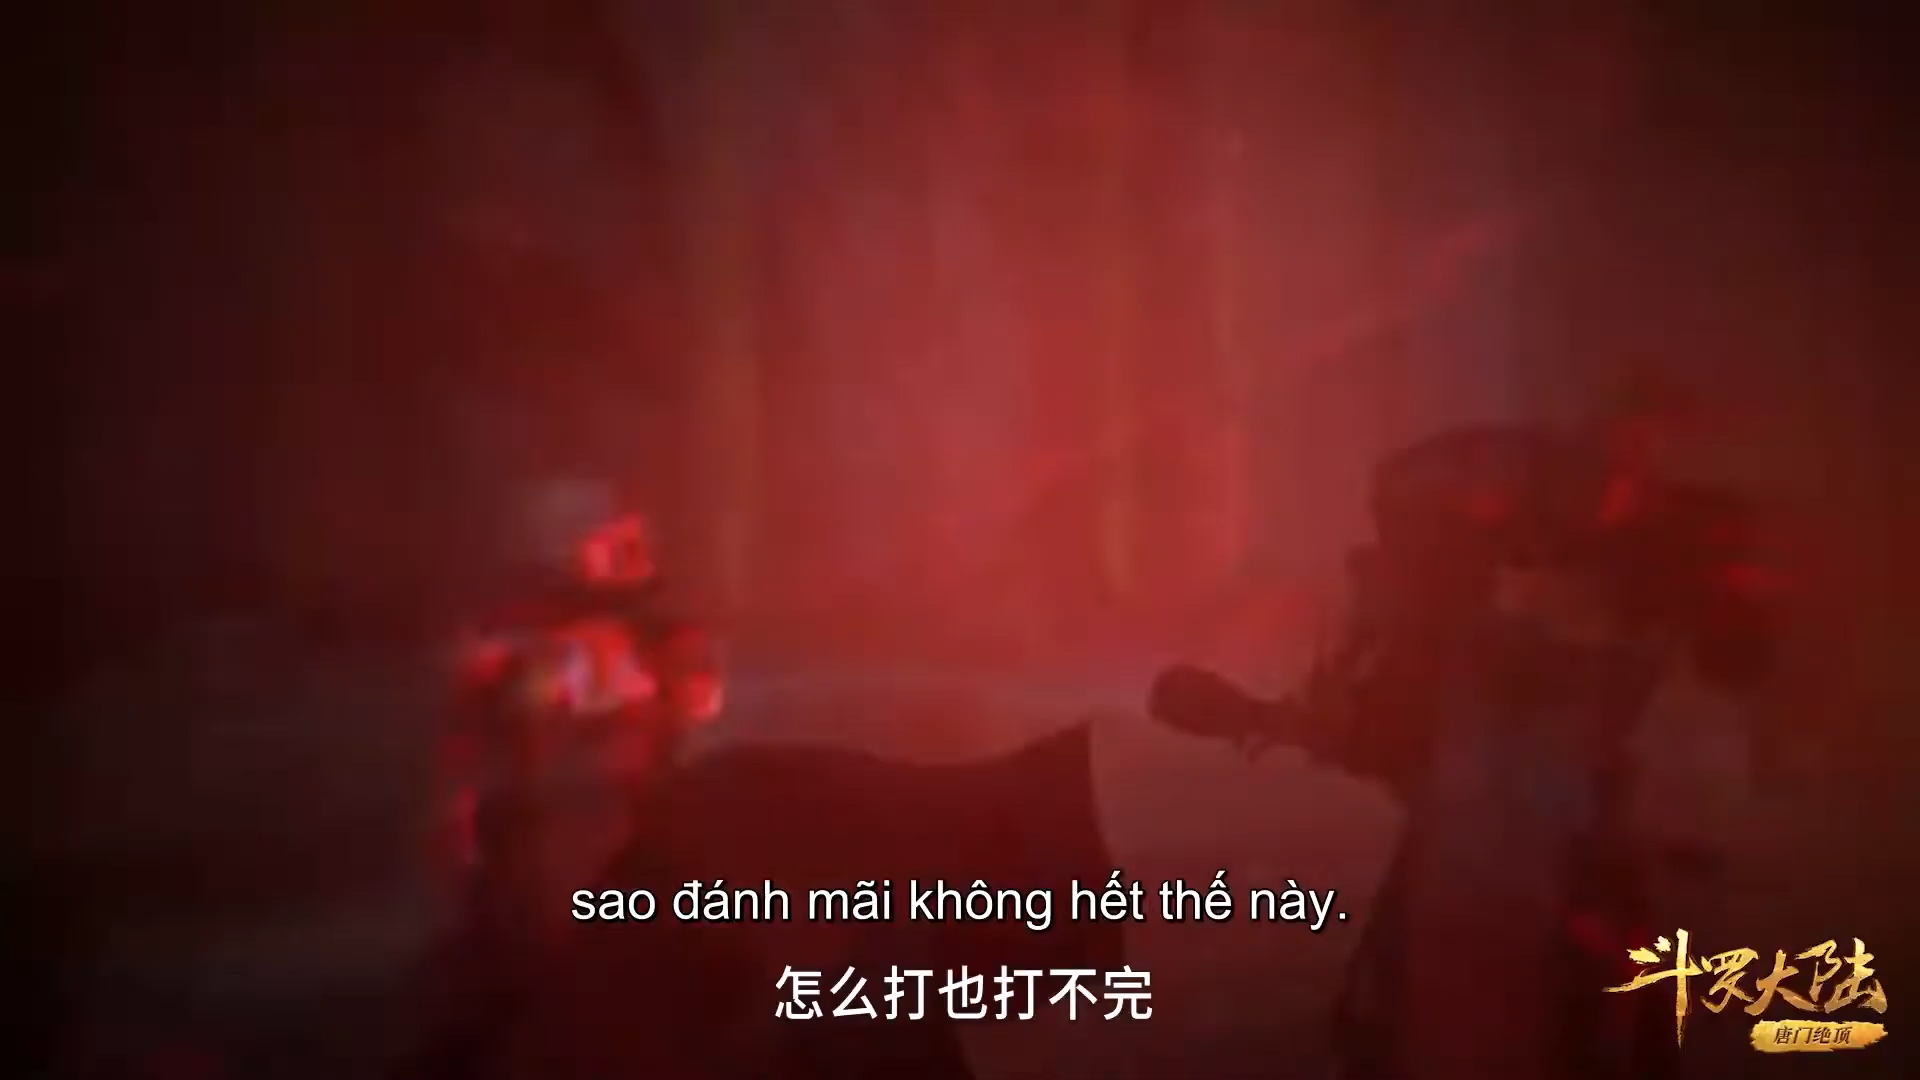 sao đánh mãi không hết thế này.
怎么打也打不完
斗罗大陆
唐门绝顶